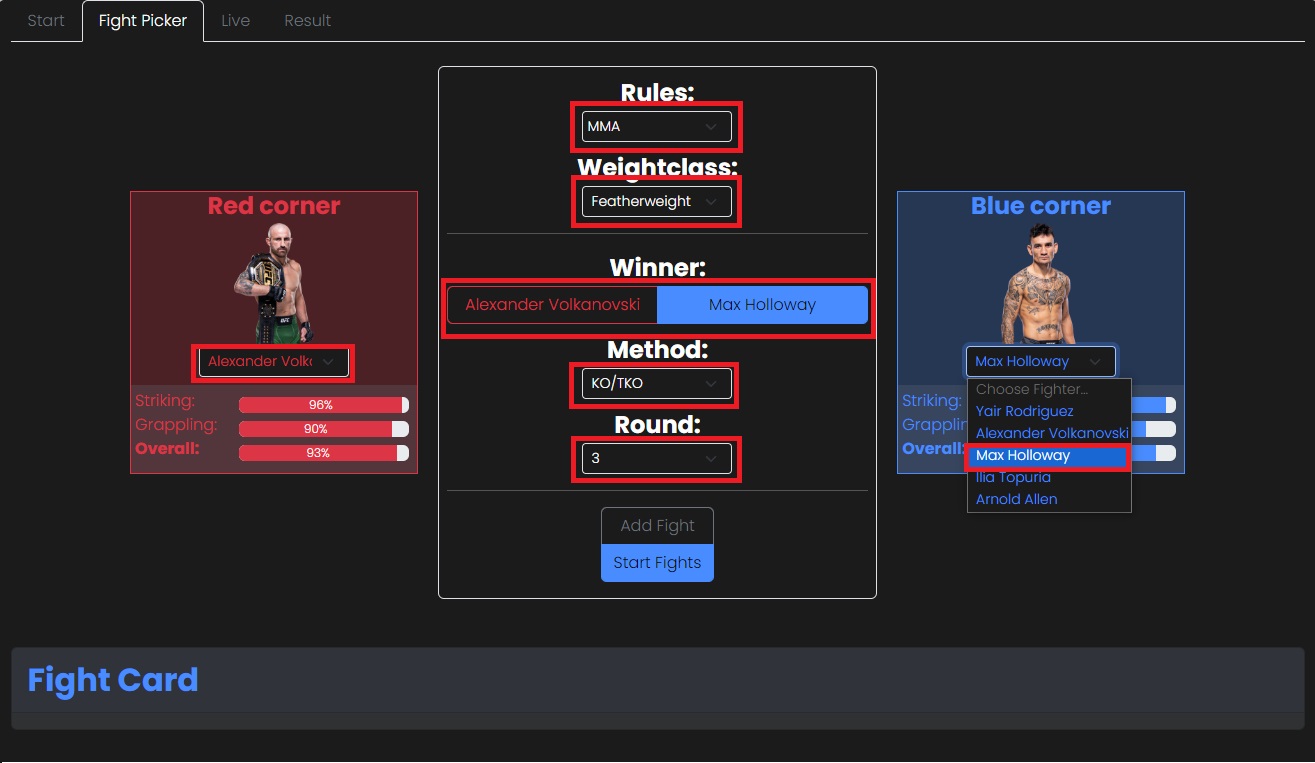 Start Fight Picker Live Result
Rules:
MMA
Weightclass:
Featherweight
Winner:
Alexander Volkanovski Max Holloway
Method:
KO/TKO
Round:
3
Add Fight
Start Fights
Red corner
UFC
Alexander Volk
Striking: 96%
Grappling: 90%
Overall: 93%
Blue corner
Max Holloway
Choose Fighter...
Yair Rodriguez
Alexander Volkanovski
Max Holloway
Ilia Topuria
Arnold Allen
Striking:
Grapplin
Overall:
Fight Card